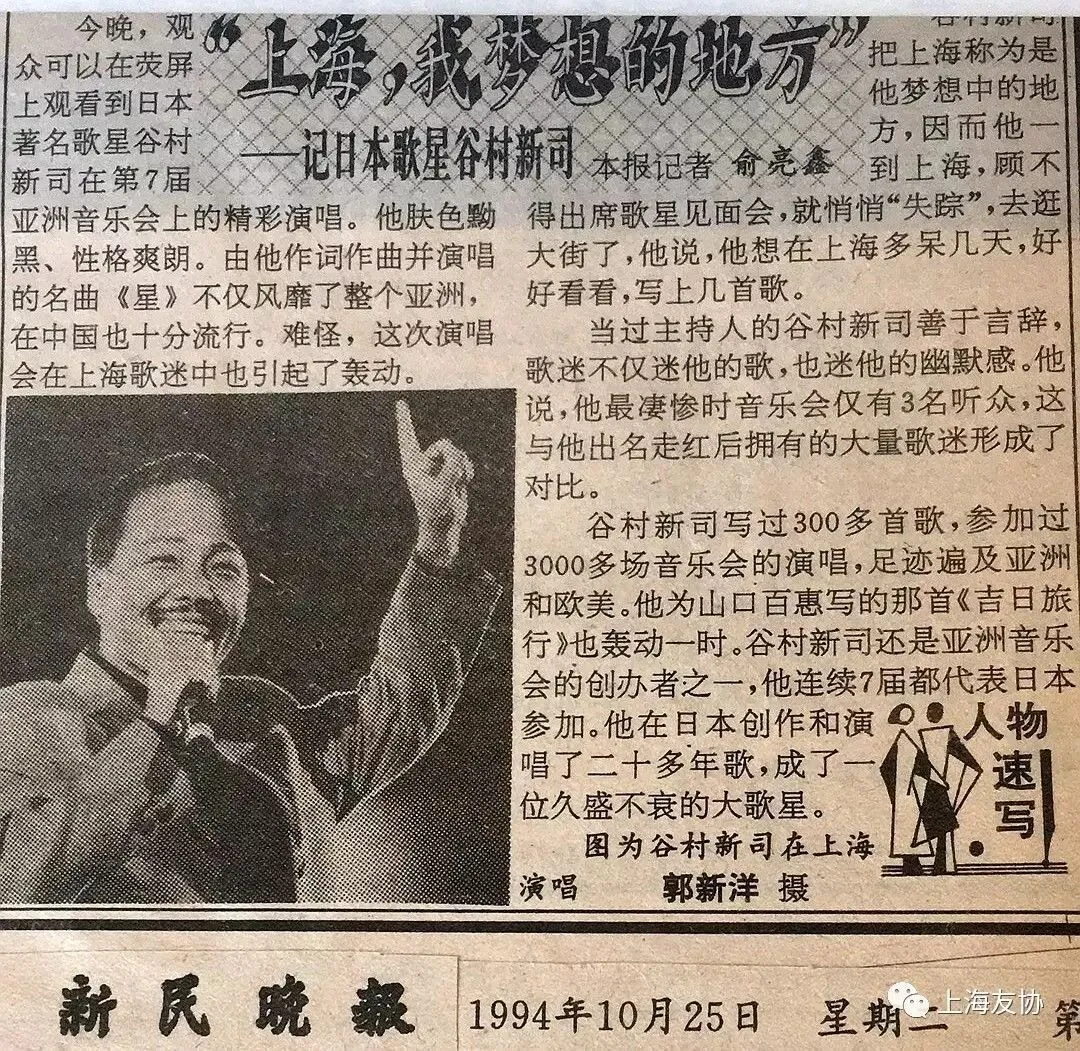 “上海，我梦想的地方”
——记日本歌星谷村新司
本报记者 俞亮鑫
今晚，观
众可以在荧屏
上观看到日本
著名歌星谷村
新司在第7届
亚洲音乐会上的精彩演唱。他肤色黝
黑、性格爽朗。由他作词作曲并演唱
的名曲《星》不仅风靡了整个亚洲，
在中国也十分流行。难怪，这次演唱
会在上海歌迷中也引起了轰动。
谷村新司
把上海称为是
他梦想中的地
方，因而他一
到上海，顾不
得出席歌星见面会，就悄悄“失踪”，去逛
大街了，他说，他想在上海多呆几天，好
好看看，写上几首歌。
当过主持人的谷村新司善于言辞，
歌迷不仅迷他的歌，也迷他的幽默感。他
说，他最凄惨时音乐会仅有3名听众，这
与他出名走红后拥有的大量歌迷形成了
对比。
谷村新司写过300多首歌，参加过
3000多场音乐会的演唱，足迹遍及亚洲
和欧美。他为山口百惠写的那首《吉日旅
行》也轰动一时。谷村新司还是亚洲音乐
会的创办者之一，他连续7届都代表日本
参加。他在日本创作和演
唱了二十多年歌，成了一
位久盛不衰的大歌星。
图为谷村新司在上海
演唱 郭新洋 摄
人物
速
写
新民晚报 1994年10月25日 星期二 第
上海友协